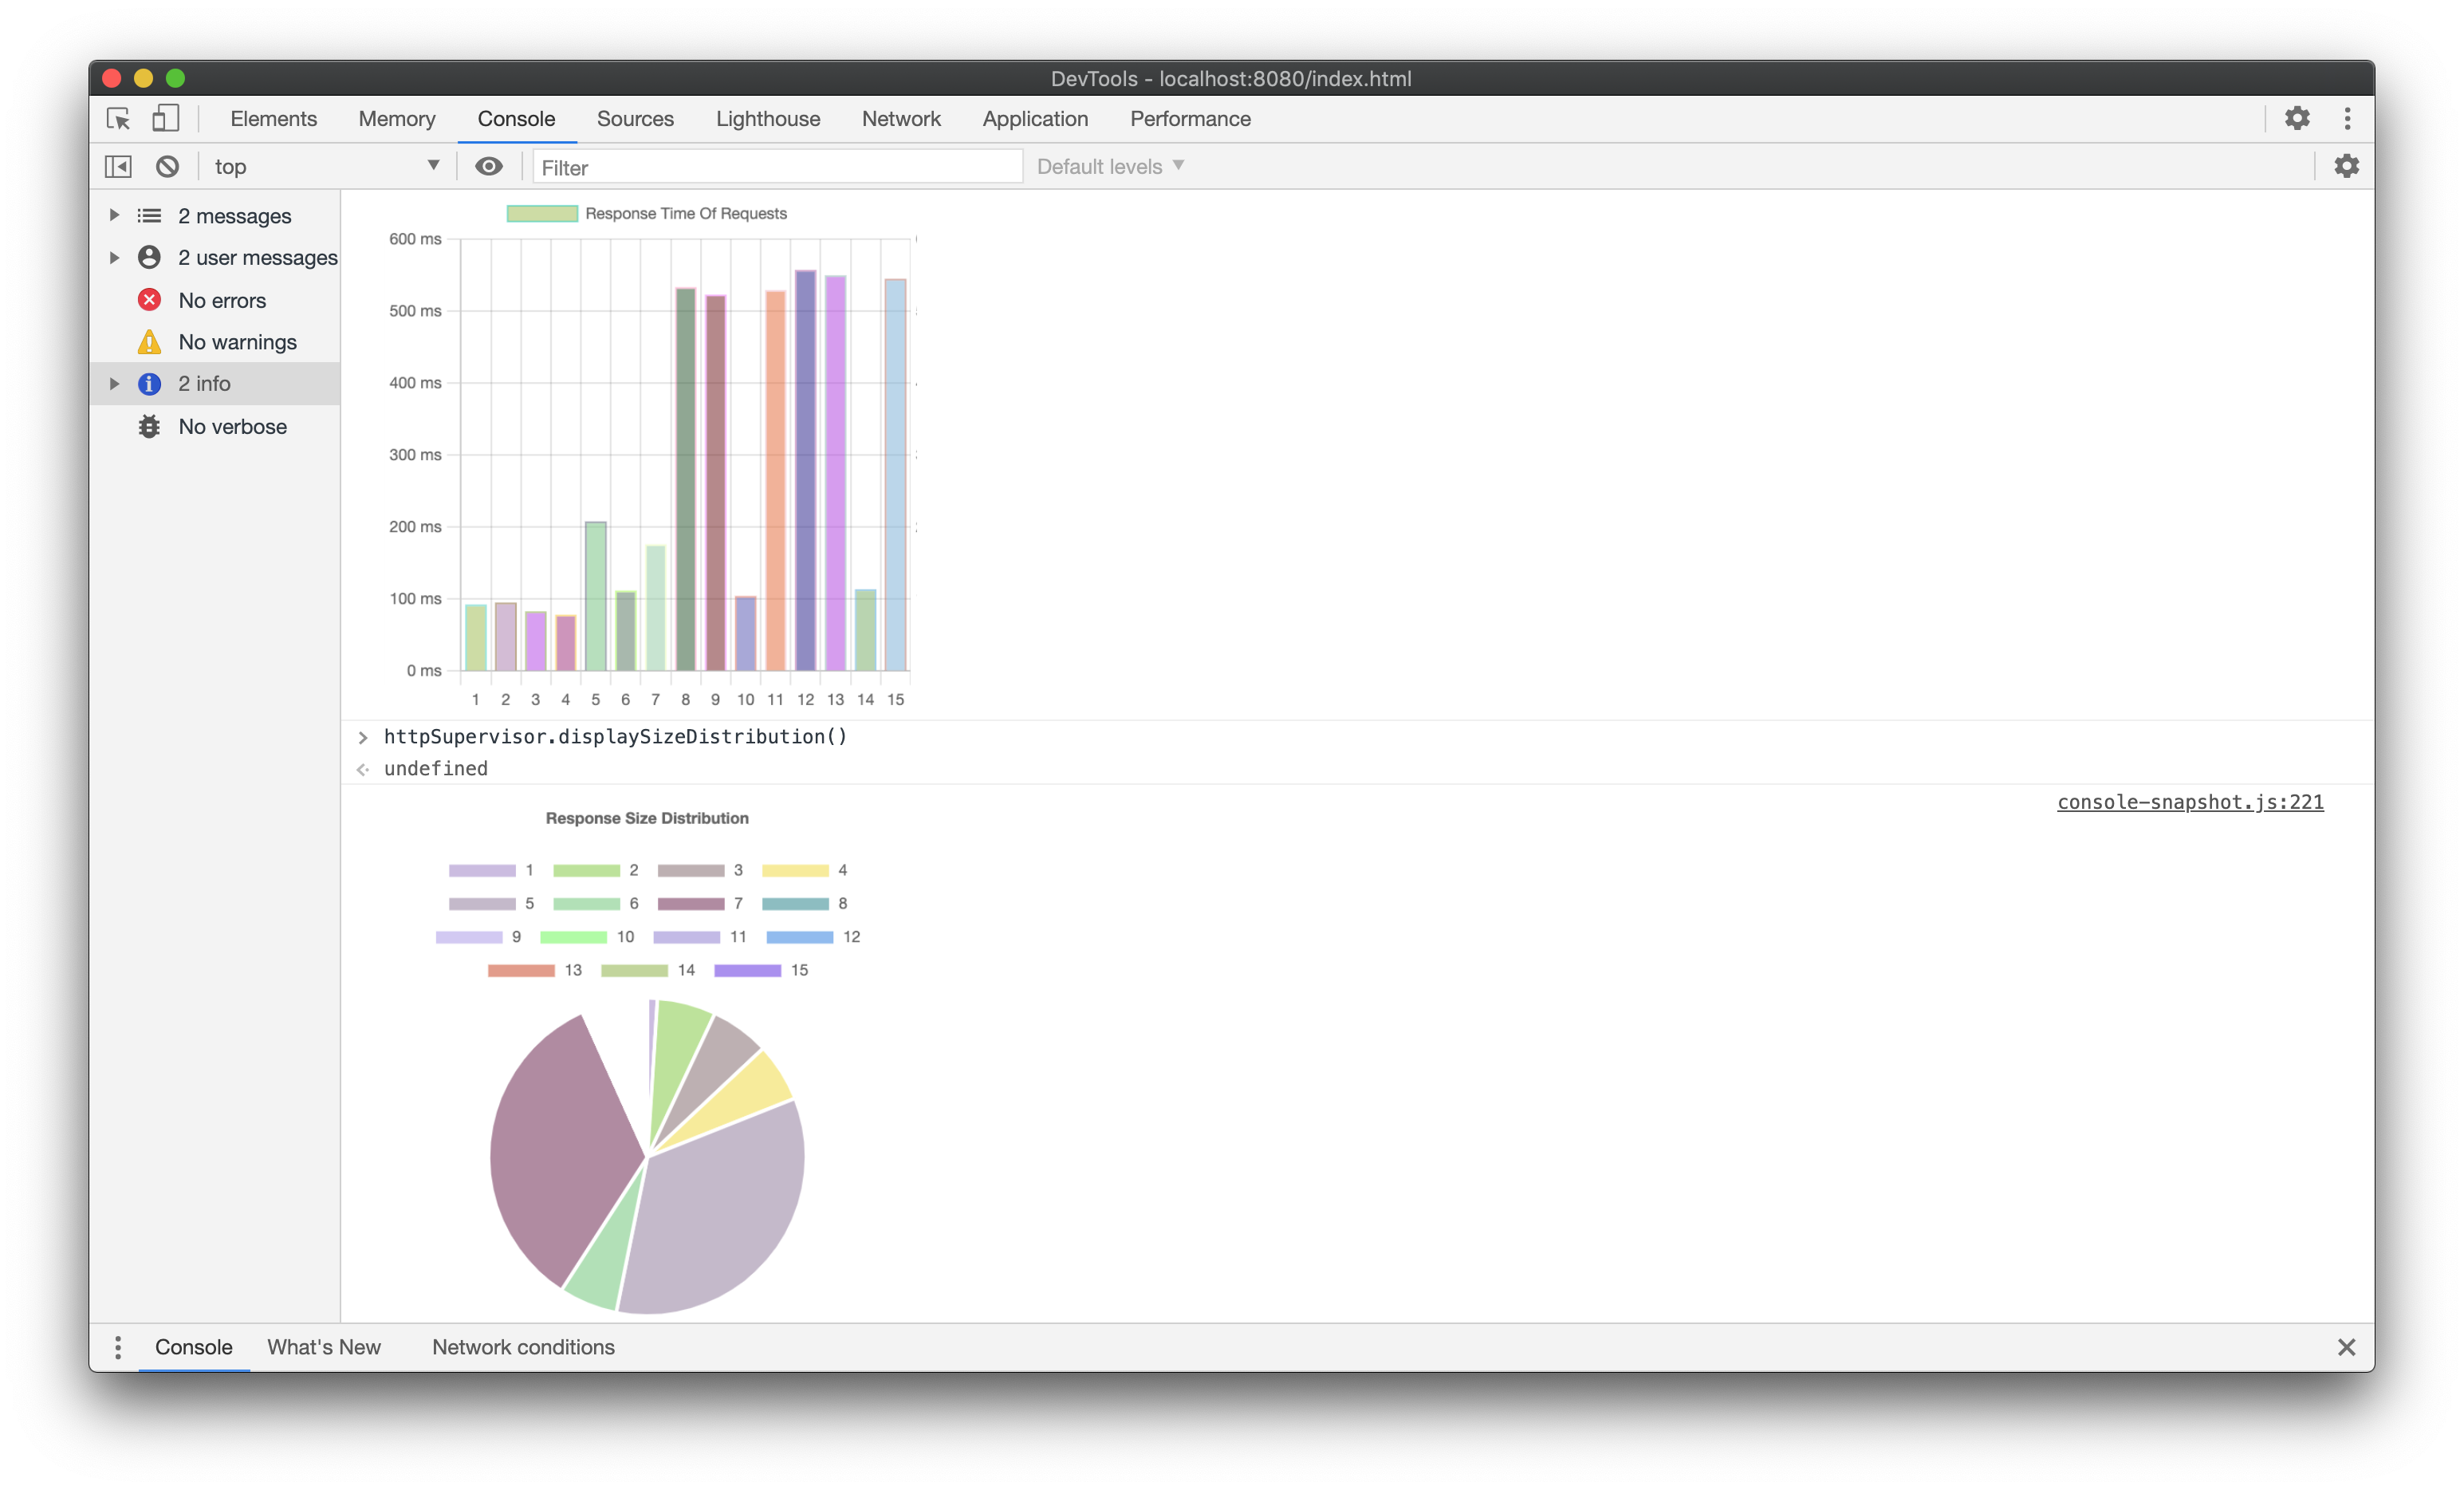 DevTools - localhost:8080/index.html
Elements Memory Console Sources Lighthouse Network Application Performance
top Filter Default levels
2 messages
2 user messages
No errors
No warnings
2 info
No verbose
Response Time Of Requests
600 ms
500 ms
400 ms
300 ms
200 ms
100 ms
0 ms
1 2 3 4 5 6 7 8 9 10 11 12 13 14 15
httpSupervisor.displaySizeDistribution()
undefined
console-snapshot.js:221
Response Size Distribution
1 2 3 4
5 6 7 8
9 10 11 12
13 14 15
Console What's New Network conditions